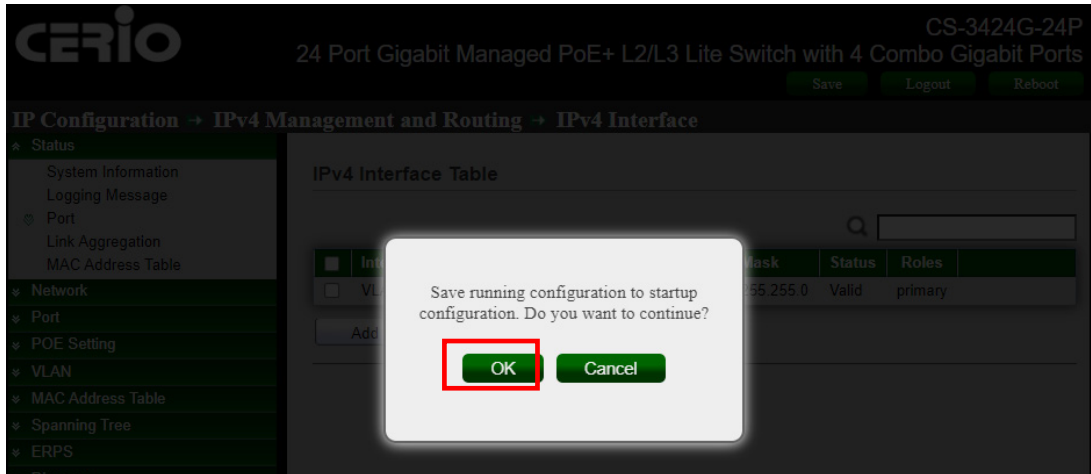 CERIO
CS-3424G-24P
24 Port Gigabit Managed PoE+ L2/L3 Lite Switch with 4 Combo Gigabit Ports
Save Logout Reboot
IP Configuration → IPv4 Management and Routing → IPv4 Interface
Status
System Information
Logging Message
Port
Link Aggregation
MAC Address Table
Network
Port
POE Setting
VLAN
MAC Address Table
Spanning Tree
ERPS
IPv4 Interface Table
Mask Status Roles
255.255.0 Valid primary
Add
Save running configuration to startup
configuration. Do you want to continue?
OK Cancel